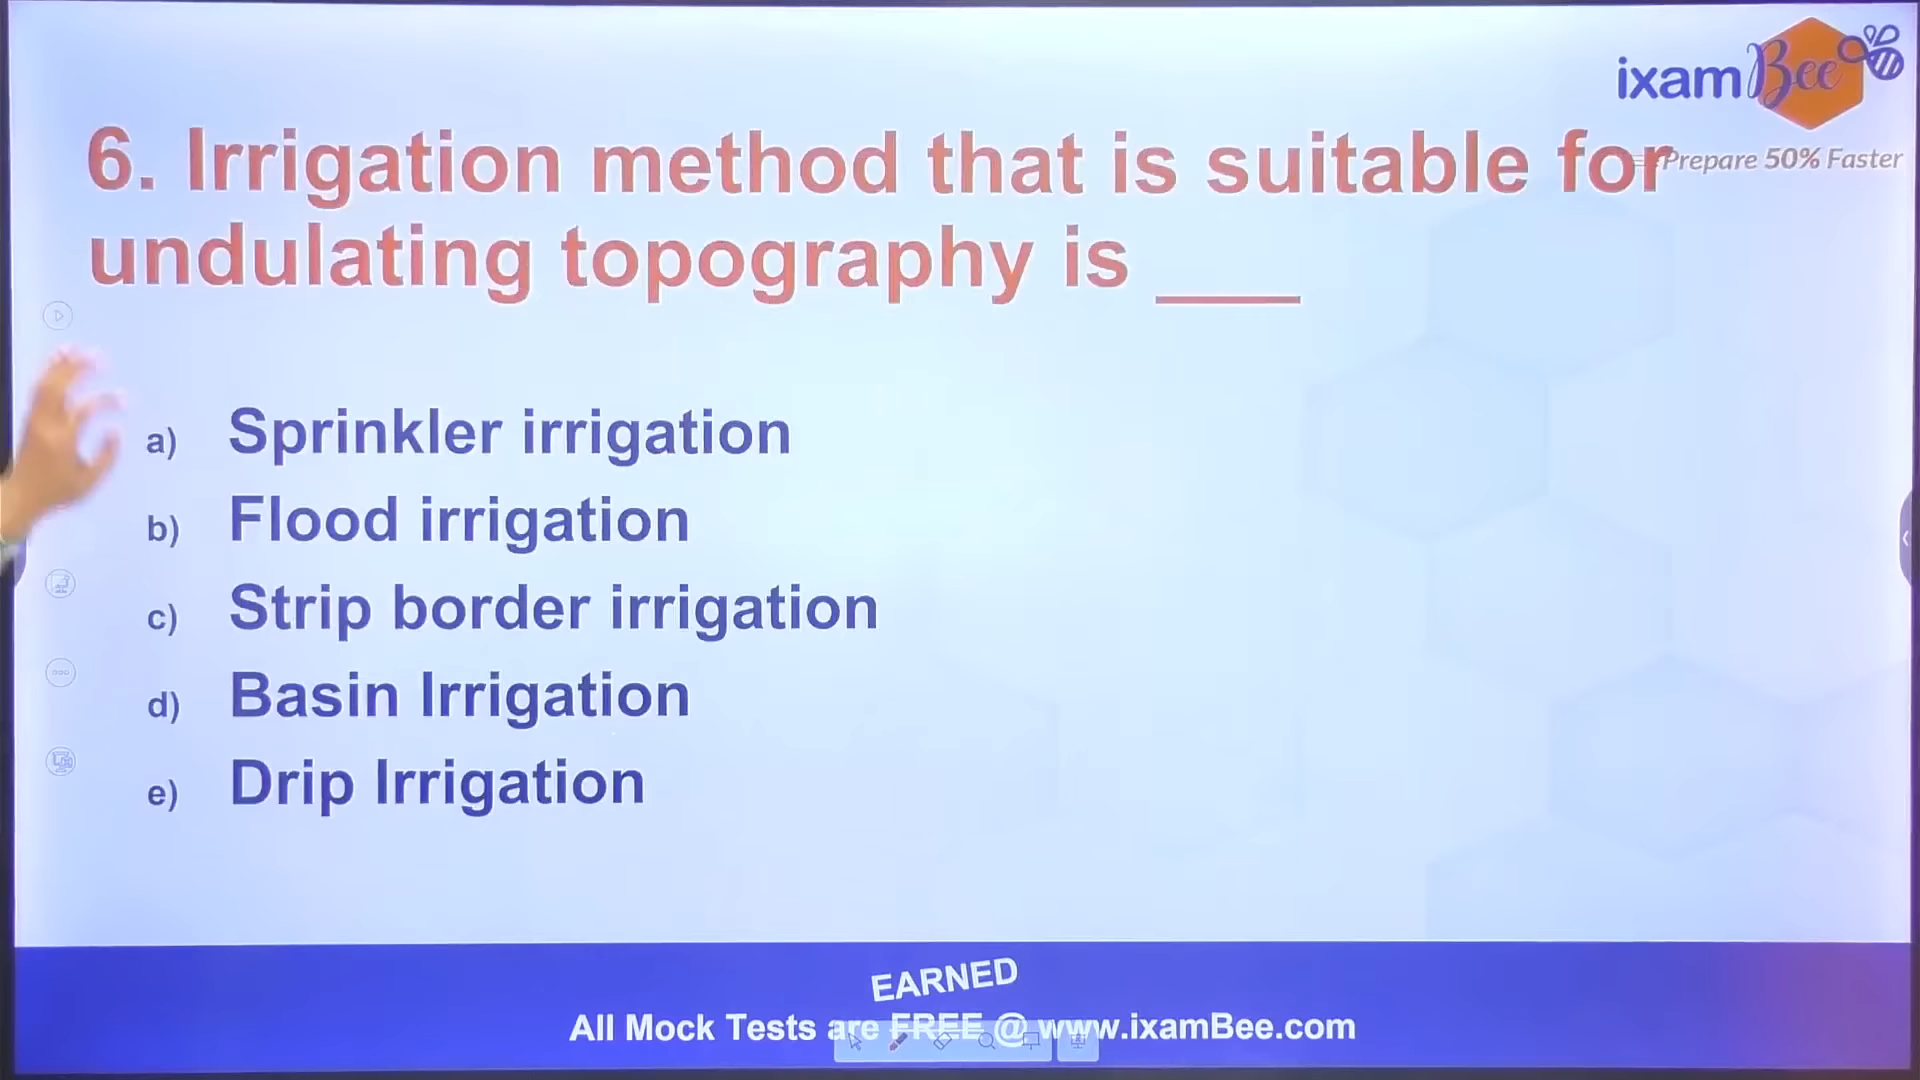 ixamBee
Prepare 50% Faster
6. Irrigation method that is suitable for
undulating topography is ____
a) Sprinkler irrigation
b) Flood irrigation
c) Strip border irrigation
d) Basin Irrigation
e) Drip Irrigation
EARNED
All Mock Tests are FREE @ www.ixamBee.com